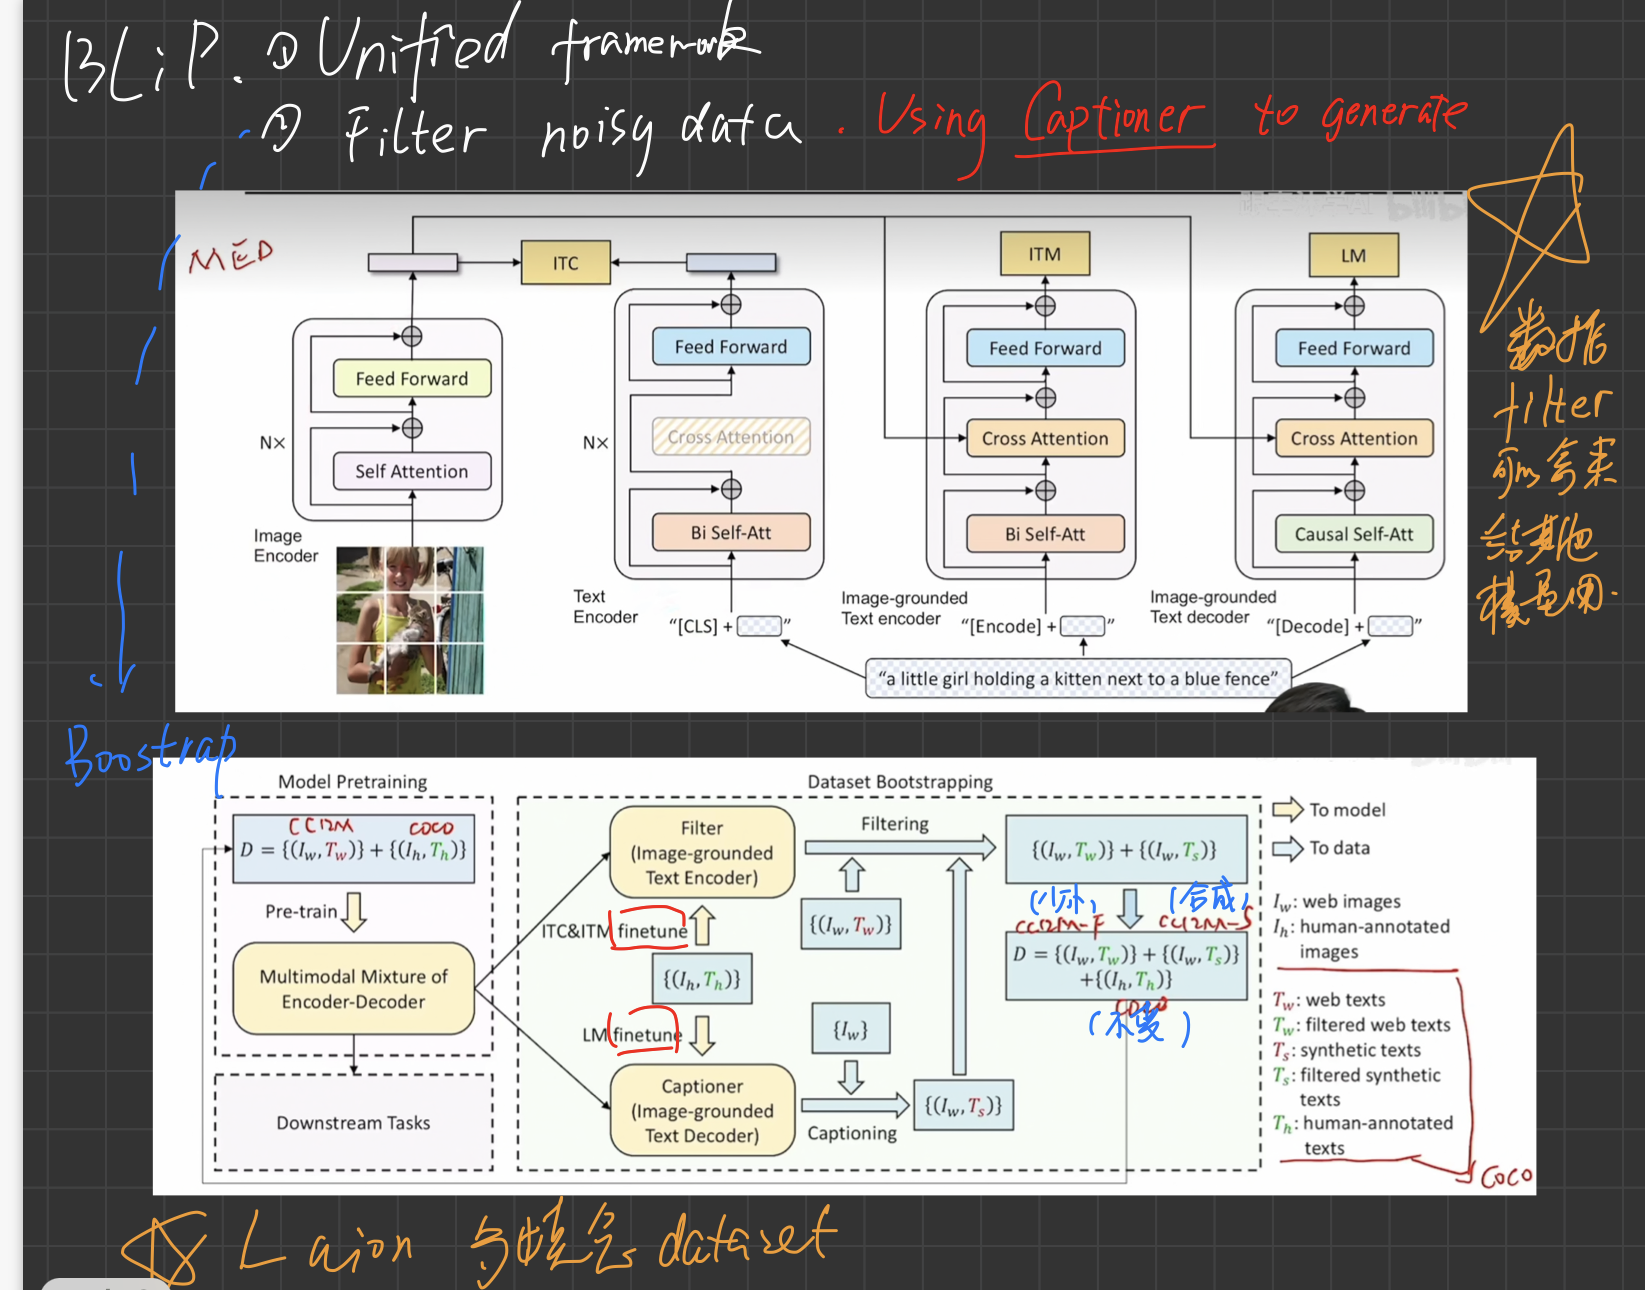 BLiP. ① Unified framework
② Filter noisy data. Using Captioner to generate
MED
ITC
ITM
LM
Feed Forward
Feed Forward
Feed Forward
Feed Forward
Cross Attention
Cross Attention
Cross Attention
N×
N×
Self Attention
Bi Self-Att
Bi Self-Att
Causal Self-Att
Image
Encoder
Text
Encoder
"[CLS] + "
Image-grounded
Text encoder
"[Encode] + "
Image-grounded
Text decoder
"[Decode] + "
"a little girl holding a kitten next to a blue fence"
数据
filter
可以拿来
给其他
模型用.
Boostrap
Model Pretraining
CC12M COCO
D = {(I_w, T_w)} + {(I_h, T_h)}
Pre-train
Multimodal Mixture of
Encoder-Decoder
Downstream Tasks
Dataset Bootstrapping
Filter
(Image-grounded
Text Encoder)
ITC&ITM finetune
{(I_h, T_h)}
LM finetune
Captioner
(Image-grounded
Text Decoder)
Filtering
{(I_w, T_w)}
{I_w}
Captioning
{(I_w, T_s)}
{(I_w, T_w)} + {(I_w, T_s)}
(合成)
CC12M-F CC12M-S
D = {(I_w, T_w)} + {(I_w, T_s)}
+{(I_h, T_h)}
COCO
(不变)
To model
To data
I_w: web images
I_h: human-annotated
images
T_w: web texts
T_w: filtered web texts
T_s: synthetic texts
T_s: filtered synthetic
texts
T_h: human-annotated
texts
COCO
Laion dataset